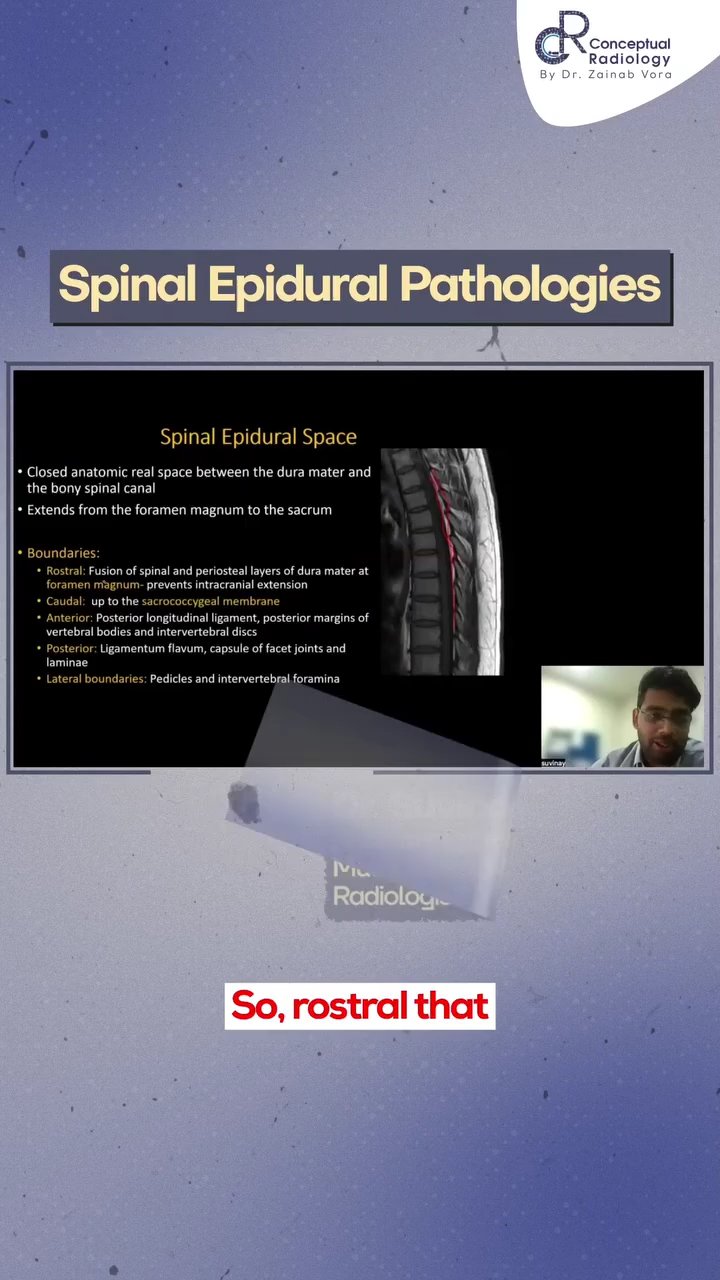 Conceptual
Radiology
By Dr. Zainab Vora
Spinal Epidural Pathologies
Spinal Epidural Space
• Closed anatomic real space between the dura mater and
the bony spinal canal
• Extends from the foramen magnum to the sacrum
• Boundaries:
• Rostral: Fusion of spinal and periosteal layers of dura mater at
foramen magnum- prevents intracranial extension
• Caudal: up to the sacrococcygeal membrane
• Anterior: Posterior longitudinal ligament, posterior margins of
vertebral bodies and intervertebral discs
• Posterior: Ligamentum flavum, capsule of facet joints and
laminae
• Lateral boundaries: Pedicles and intervertebral foramina
suvinay
So, rostral that